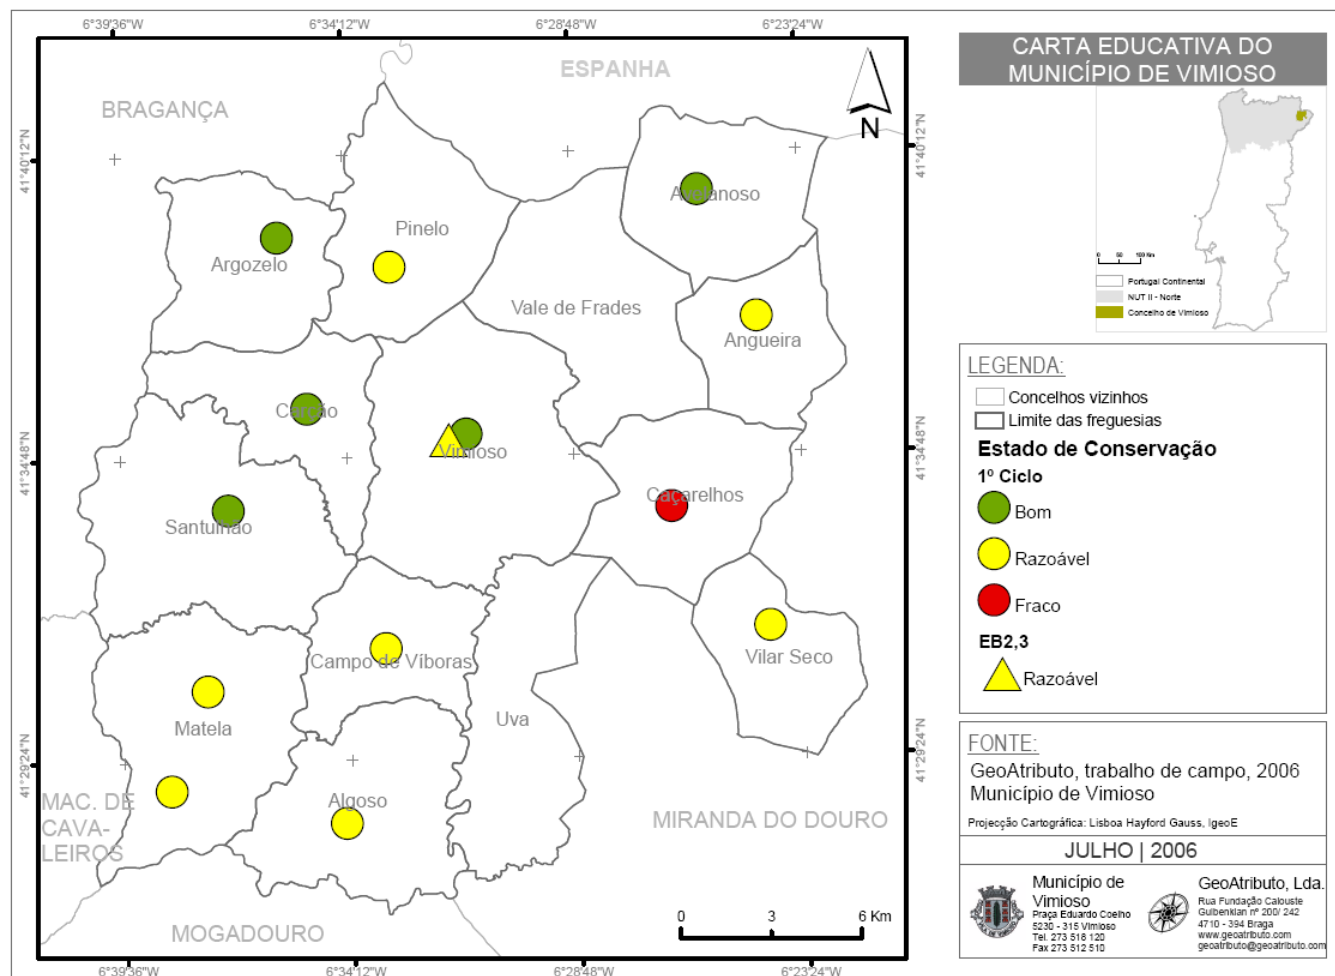 6°39'36"W
6°34'12"W
6°28'48"W
6°23'24"W
41°40'12"N
41°34'48"N
41°29'24"N
41°40'12"N
41°34'48"N
41°29'24"N
6°39'36"W
6°34'12"W
6°28'48"W
6°23'24"W
ESPANHA
BRAGANÇA
N
Avelanoso
Pinelo
Argozelo
Vale de Frades
Angueira
Carção
Vimioso
Caçarelhos
Santulhão
Campo de Víboras
Vilar Seco
Matela
Uva
Algoso
MAC. DE
CAVA-
LEIROS
MIRANDA DO DOURO
MOGADOURO
0 3 6 Km
CARTA EDUCATIVA DO
MUNICÍPIO DE VIMIOSO
0 50 100 Km
Portugal Continental
NUT II - Norte
Concelho de Vimioso
LEGENDA:
Concelhos vizinhos
Limite das freguesias
Estado de Conservação
1º Ciclo
Bom
Razoável
Fraco
EB2,3
Razoável
FONTE:
GeoAtributo, trabalho de campo, 2006
Município de Vimioso
Projecção Cartográfica: Lisboa Hayford Gauss, IgeoE
JULHO | 2006
Município de
Vimioso
Praça Eduardo Coelho
5230 - 315 Vimioso
Tel. 273 518 120
Fax 273 512 510
GeoAtributo, Lda.
Rua Fundação Calouste
Gulbenkian nº 200/ 242
4710 - 394 Braga
www.geoatributo.com
geoatributo@geoatributo.com